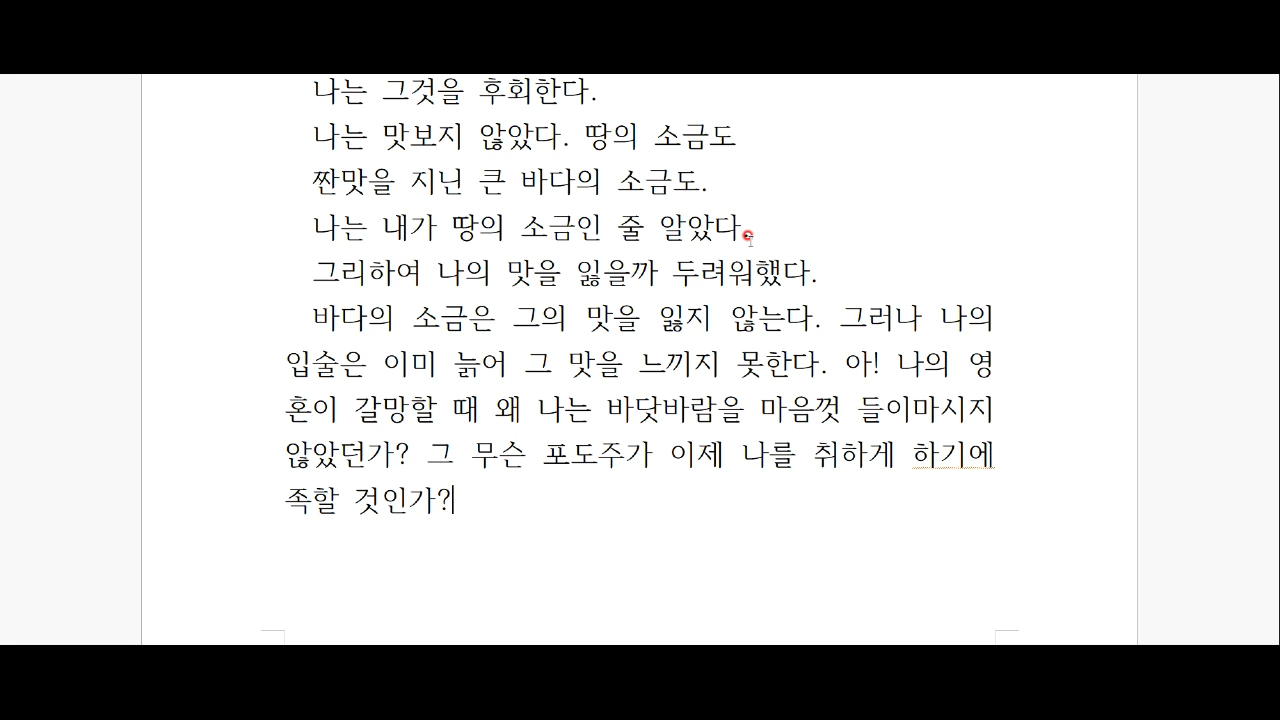 나는 그것을 후회한다.
나는 맛보지 않았다. 땅의 소금도
짠맛을 지닌 큰 바다의 소금도.
나는 내가 땅의 소금인 줄 알았다.
그리하여 나의 맛을 잃을까 두려워했다.
바다의 소금은 그의 맛을 잃지 않는다. 그러나 나의
입술은 이미 늙어 그 맛을 느끼지 못한다. 아! 나의 영
혼이 갈망할 때 왜 나는 바닷바람을 마음껏 들이마시지
않았던가? 그 무슨 포도주가 이제 나를 취하게 하기에
족할 것인가?